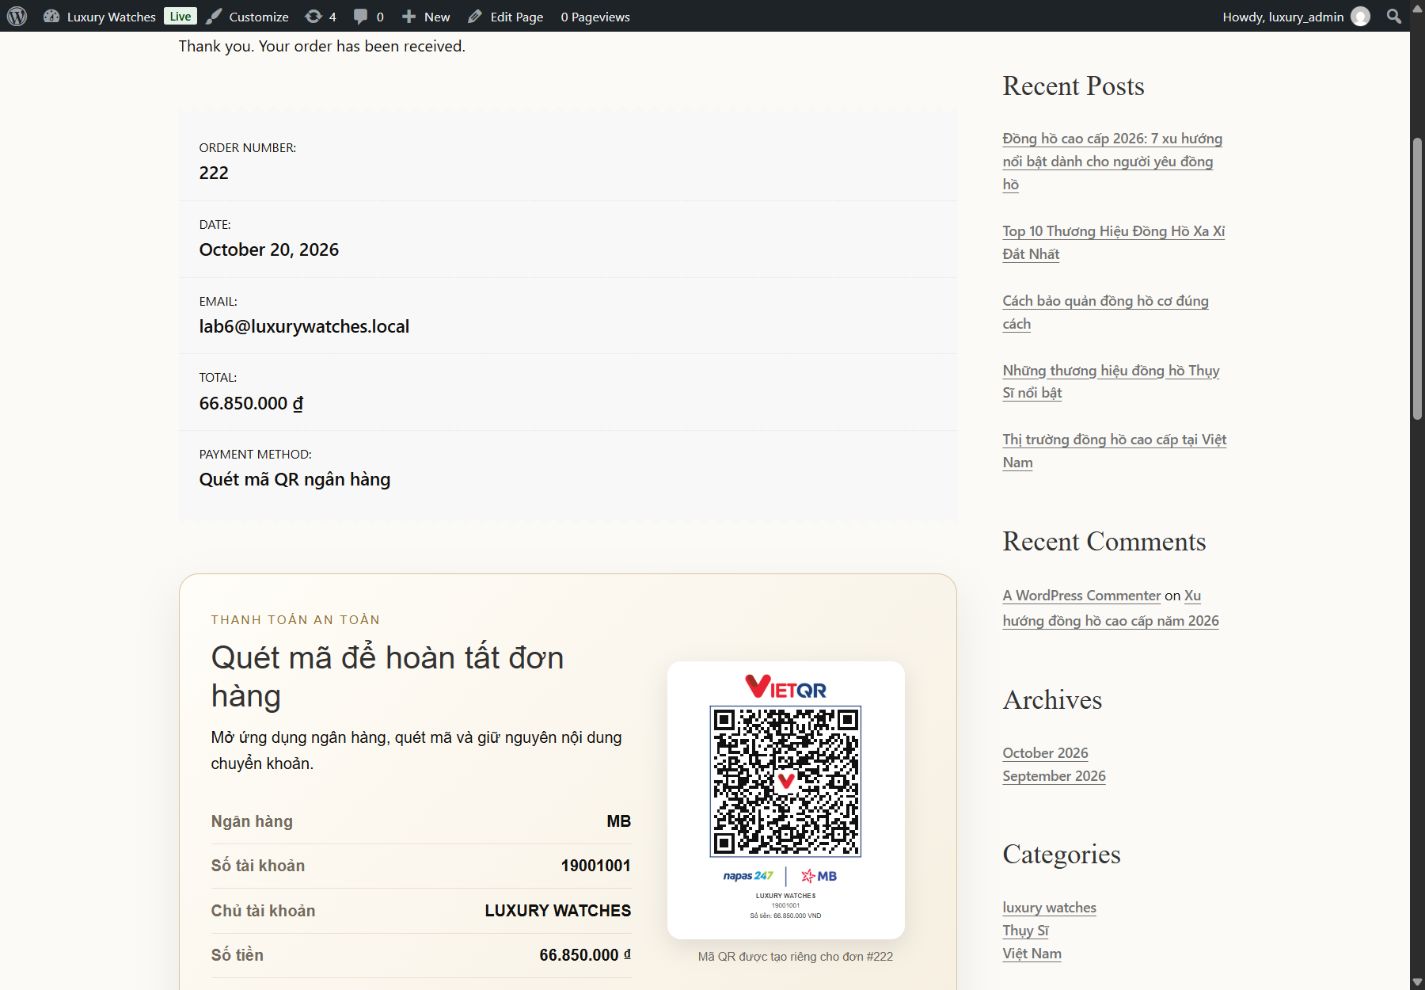 Luxury Watches Live Customize 4 0 New Edit Page 0 Pageviews Howdy, luxury_admin
Thank you. Your order has been received.
ORDER NUMBER:
222
DATE:
October 20, 2026
EMAIL:
lab6@luxurywatches.local
TOTAL:
66.850.000 ₫
PAYMENT METHOD:
Quét mã QR ngân hàng
THANH TOÁN AN TOÀN
Quét mã để hoàn tất đơn
hàng
Mở ứng dụng ngân hàng, quét mã và giữ nguyên nội dung
chuyển khoản.
Ngân hàng MB
Số tài khoản 19001001
Chủ tài khoản LUXURY WATCHES
Số tiền 66.850.000 ₫
VIETQR
napas 247 MB
LUXURY WATCHES
19001001
Số tiền: 66.850.000 VND
Mã QR được tạo riêng cho đơn #222
Recent Posts
Đồng hồ cao cấp 2026: 7 xu hướng
nổi bật dành cho người yêu đồng
hồ
Top 10 Thương Hiệu Đồng Hồ Xa Xỉ
Đắt Nhất
Cách bảo quản đồng hồ cơ đúng
cách
Những thương hiệu đồng hồ Thụy
Sĩ nổi bật
Thị trường đồng hồ cao cấp tại Việt
Nam
Recent Comments
A WordPress Commenter on Xu
hướng đồng hồ cao cấp năm 2026
Archives
October 2026
September 2026
Categories
luxury watches
Thụy Sĩ
Việt Nam